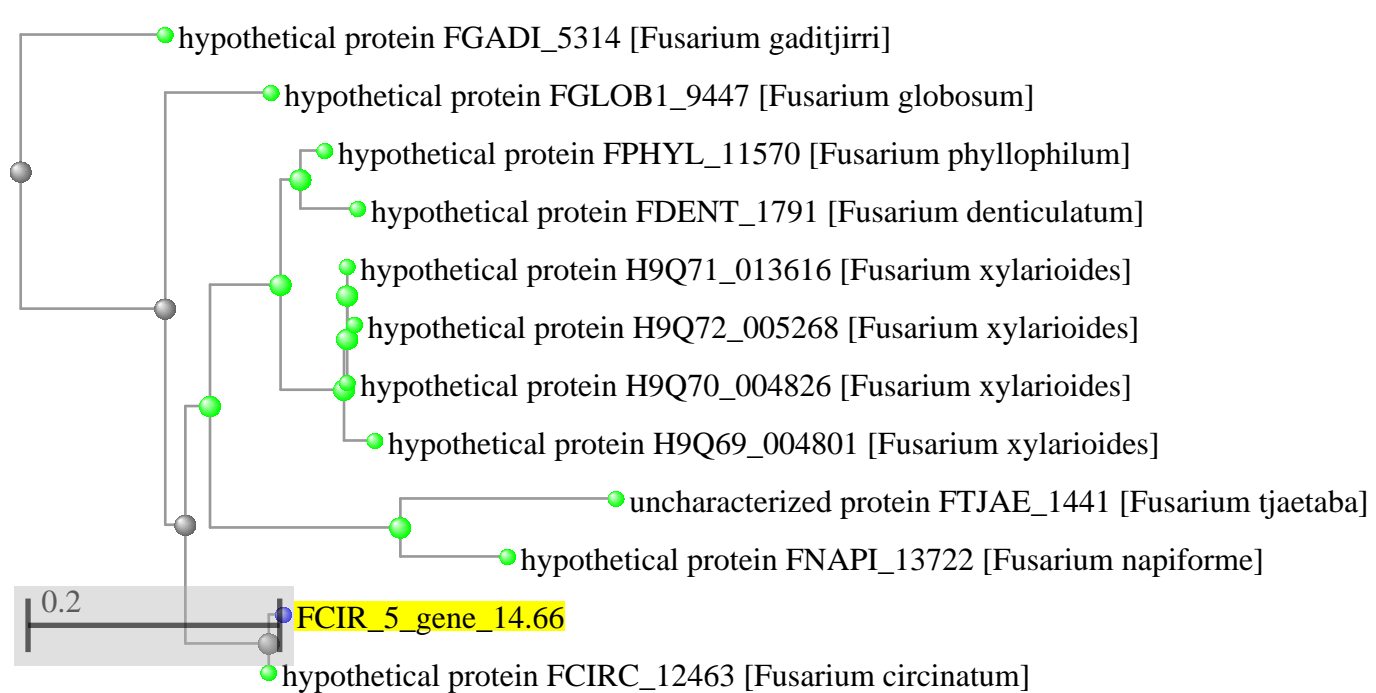 hypothetical protein FGADI_5314 [Fusarium gaditjirri]
hypothetical protein FGLOB1_9447 [Fusarium globosum]
hypothetical protein FPHYL_11570 [Fusarium phyllophilum]
hypothetical protein FDENT_1791 [Fusarium denticulatum]
hypothetical protein H9Q71_013616 [Fusarium xylarioides]
hypothetical protein H9Q72_005268 [Fusarium xylarioides]
hypothetical protein H9Q70_004826 [Fusarium xylarioides]
hypothetical protein H9Q69_004801 [Fusarium xylarioides]
uncharacterized protein FTJAE_1441 [Fusarium tjaetaba]
hypothetical protein FNAPI_13722 [Fusarium napiforme]
0.2
FCIR_5_gene_14.66
hypothetical protein FCIRC_12463 [Fusarium circinatum]